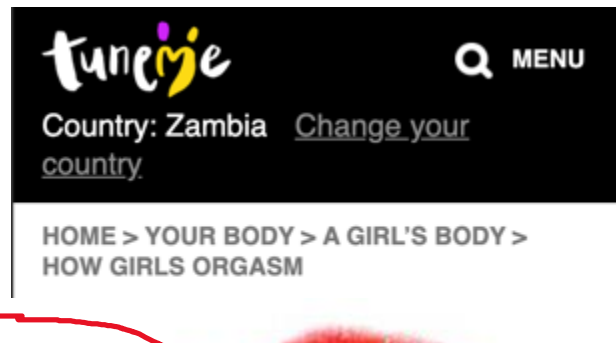 tuneme
MENU
Country: Zambia Change your
country
HOME > YOUR BODY > A GIRL'S BODY >
HOW GIRLS ORGASM